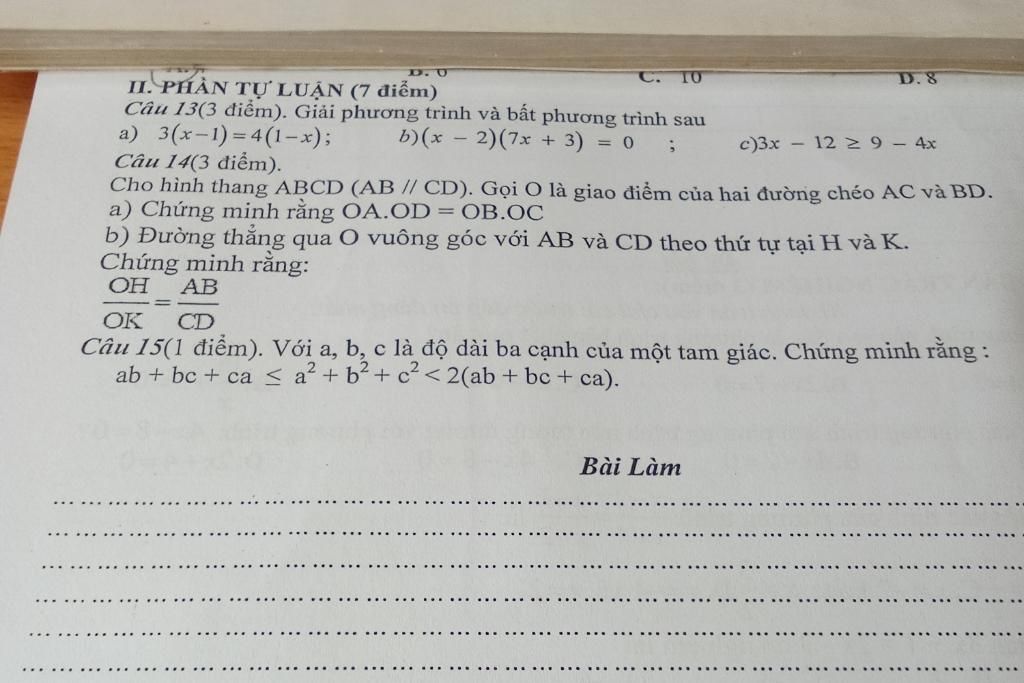 D. 0 C. 10 D. 8
II. PHẦN TỰ LUẬN (7 điểm)
Câu 13(3 điểm). Giải phương trình và bất phương trình sau
a) 3(x−1)=4(1−x); b)(x − 2)(7x + 3) = 0 ; c)3x − 12 ≥ 9 − 4x
Câu 14(3 điểm).
Cho hình thang ABCD (AB // CD). Gọi O là giao điểm của hai đường chéo AC và BD.
a) Chứng minh rằng OA.OD = OB.OC
b) Đường thẳng qua O vuông góc với AB và CD theo thứ tự tại H và K.
Chứng minh rằng:
OH/OK = AB/CD
Câu 15(1 điểm). Với a, b, c là độ dài ba cạnh của một tam giác. Chứng minh rằng :
ab + bc + ca ≤ a² + b² + c² < 2(ab + bc + ca).
Bài Làm